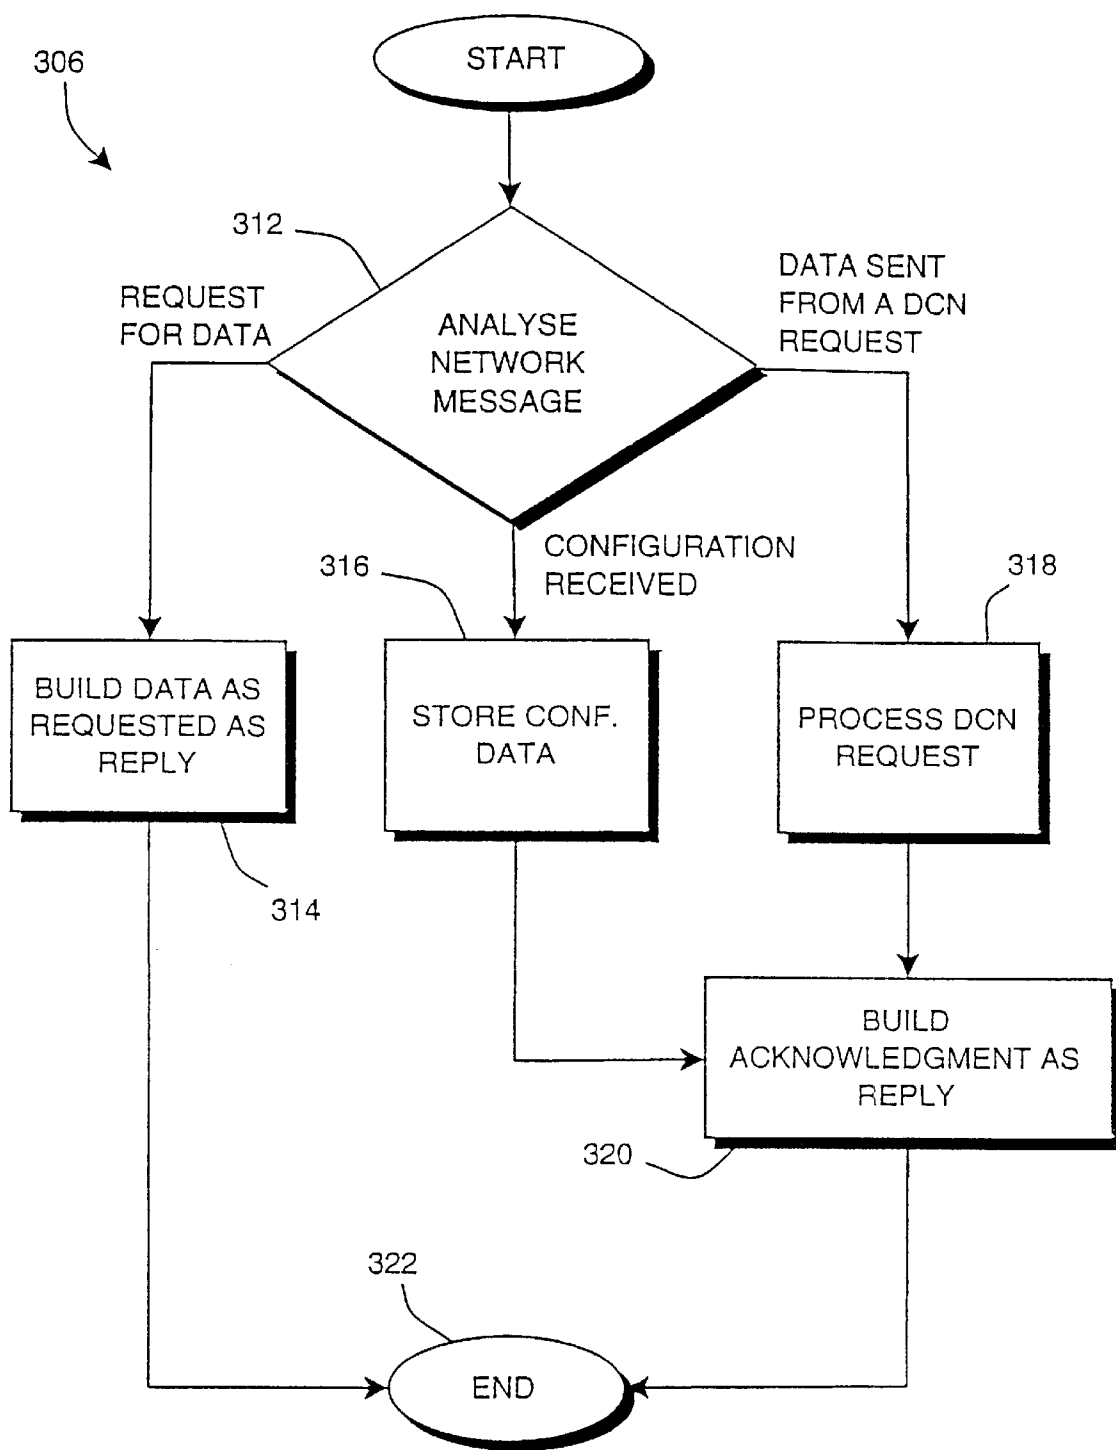 START
306
312
REQUEST
FOR DATA
ANALYSE
NETWORK
MESSAGE
DATA SENT
FROM A DCN
REQUEST
CONFIGURATION
RECEIVED
316
318
BUILD DATA AS
REQUESTED AS
REPLY
STORE CONF.
DATA
PROCESS DCN
REQUEST
314
BUILD
ACKNOWLEDGMENT AS
REPLY
320
322
END